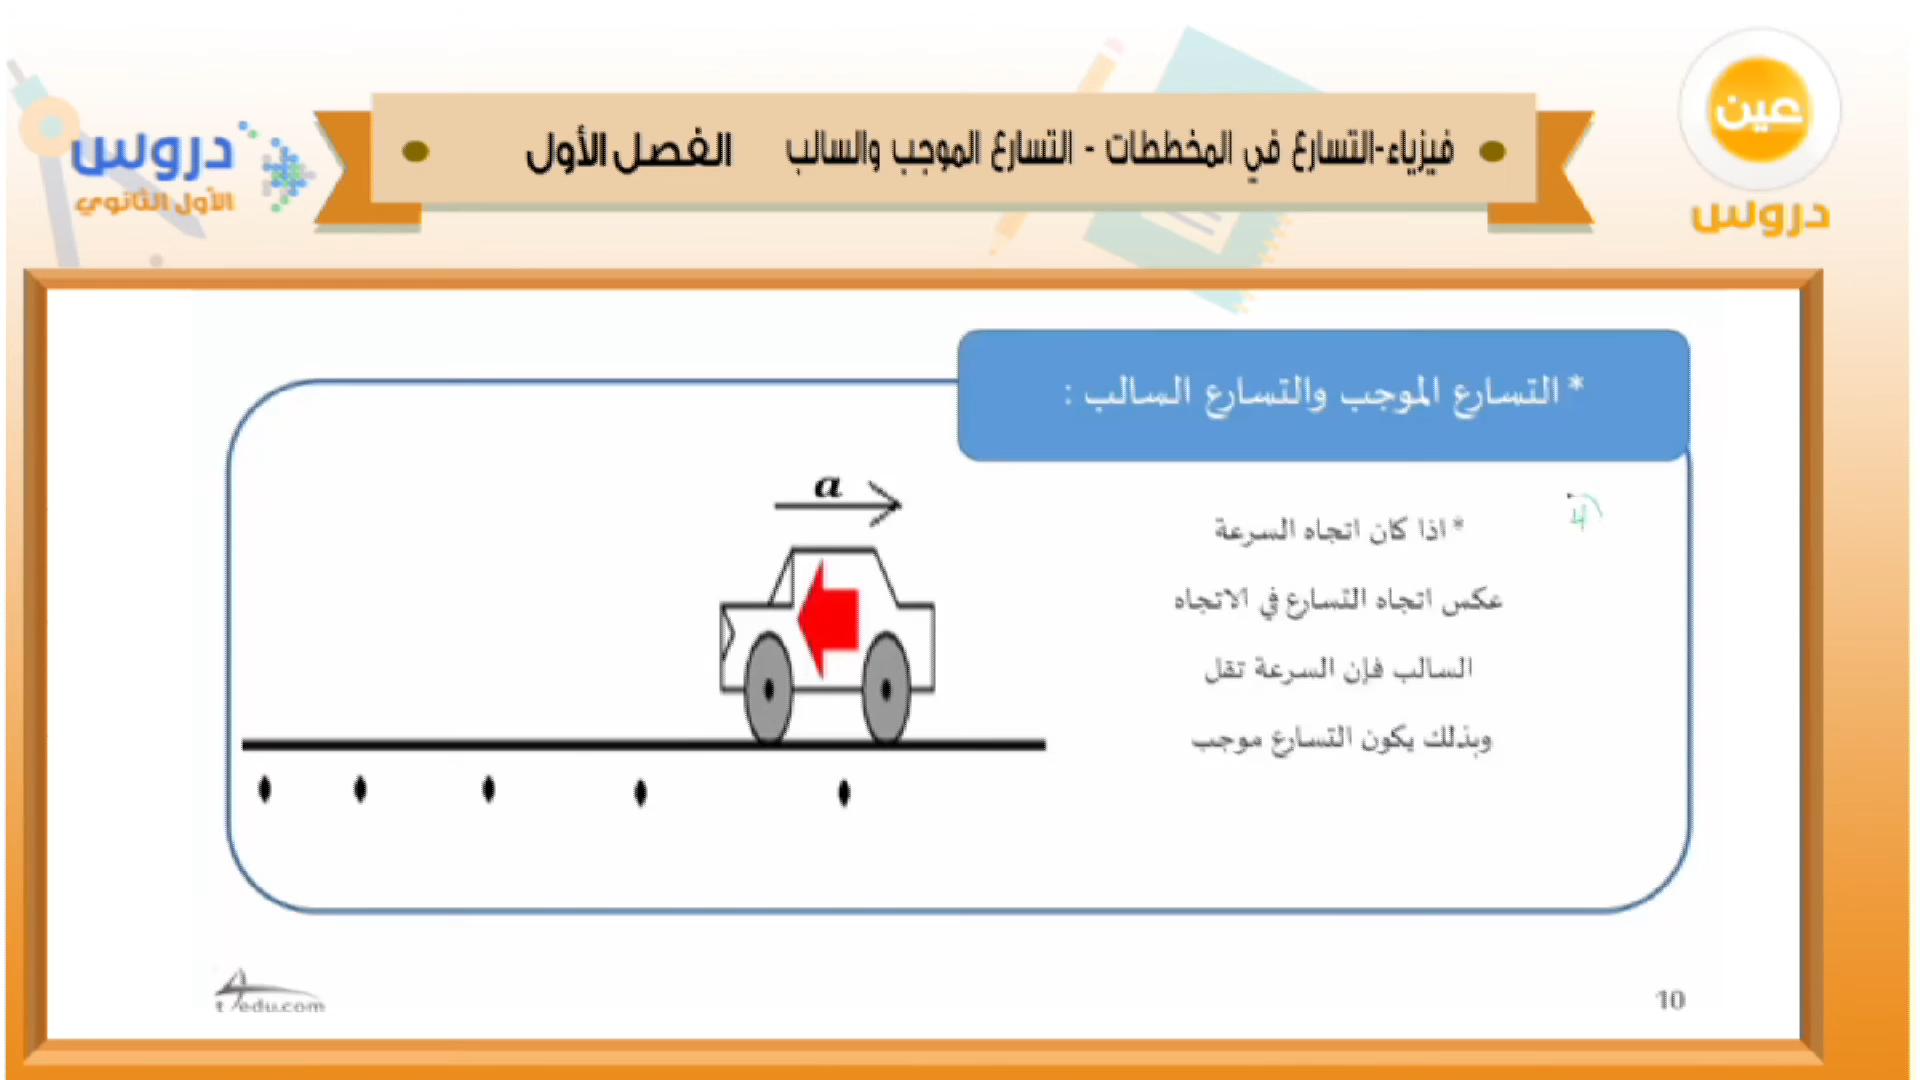 عين
دروس
دروس
الأول الثانوي
فيزياء-التسارع في المخططات - التسارع الموجب والسالب الفصل الأول
* التسارع الموجب والتسارع السالب :
4
* اذا كان اتجاه السرعة
عكس اتجاه التسارع في الاتجاه
السالب فإن السرعة تقل
وبذلك يكون التسارع موجب
a
t4edu.com
10